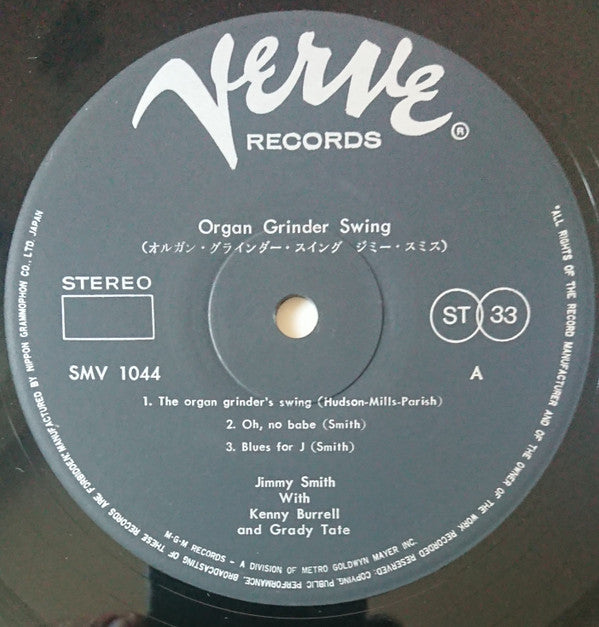 Verve
®
RECORDS
Organ Grinder Swing
(オルガン・グラインダー・スイング ジミー・スミス)
STEREO
ST 33
SMV 1044
A
1. The organ grinder's swing (Hudson-Mills-Parish)
2. Oh, no babe (Smith)
3. Blues for J (Smith)
Jimmy Smith
With
Kenny Burrell
and Grady Tate
M-G-M RECORDS - A DIVISION OF METRO GOLDWYN MAYER INC.
"ALL RIGHTS OF THE RECORD MANUFACTURER AND OF THE OWNER OF THE WORK RECORDED RESERVED: COPYING, PUBLIC PERFORMANCE, BROADCASTING OF THESE RECORDS ARE FORBIDDEN" MANUFACTURED BY NIPPON GRAMMOPHON CO., LTD. JAPAN